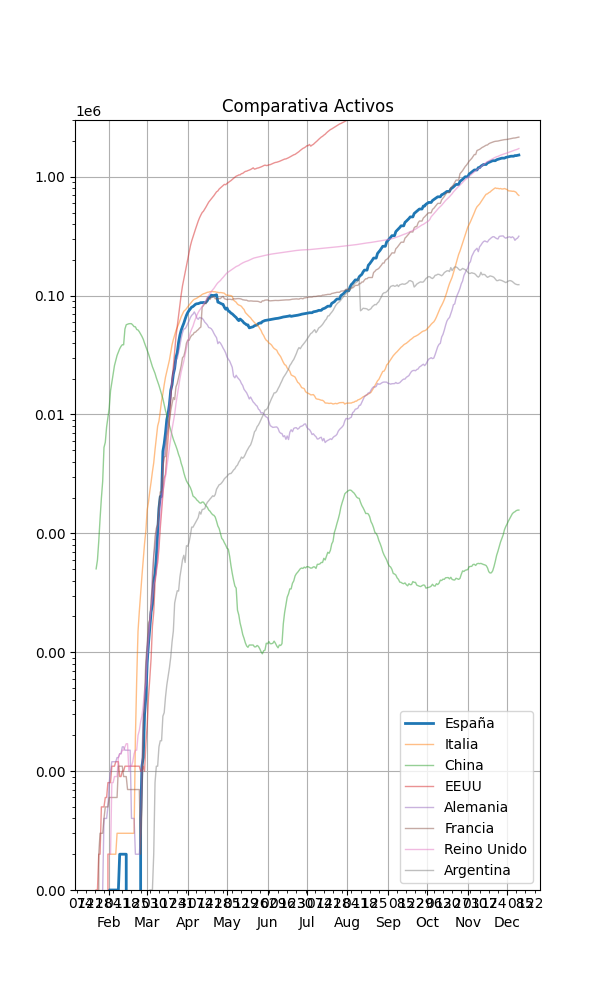 Comparativa Activos
1e6
1.00
0.10
0.01
0.00
0.00
0.00
0.00
España
Italia
China
EEUU
Alemania
Francia
Reino Unido
Argentina
Feb Mar Apr May Jun Jul Aug Sep Oct Nov Dec